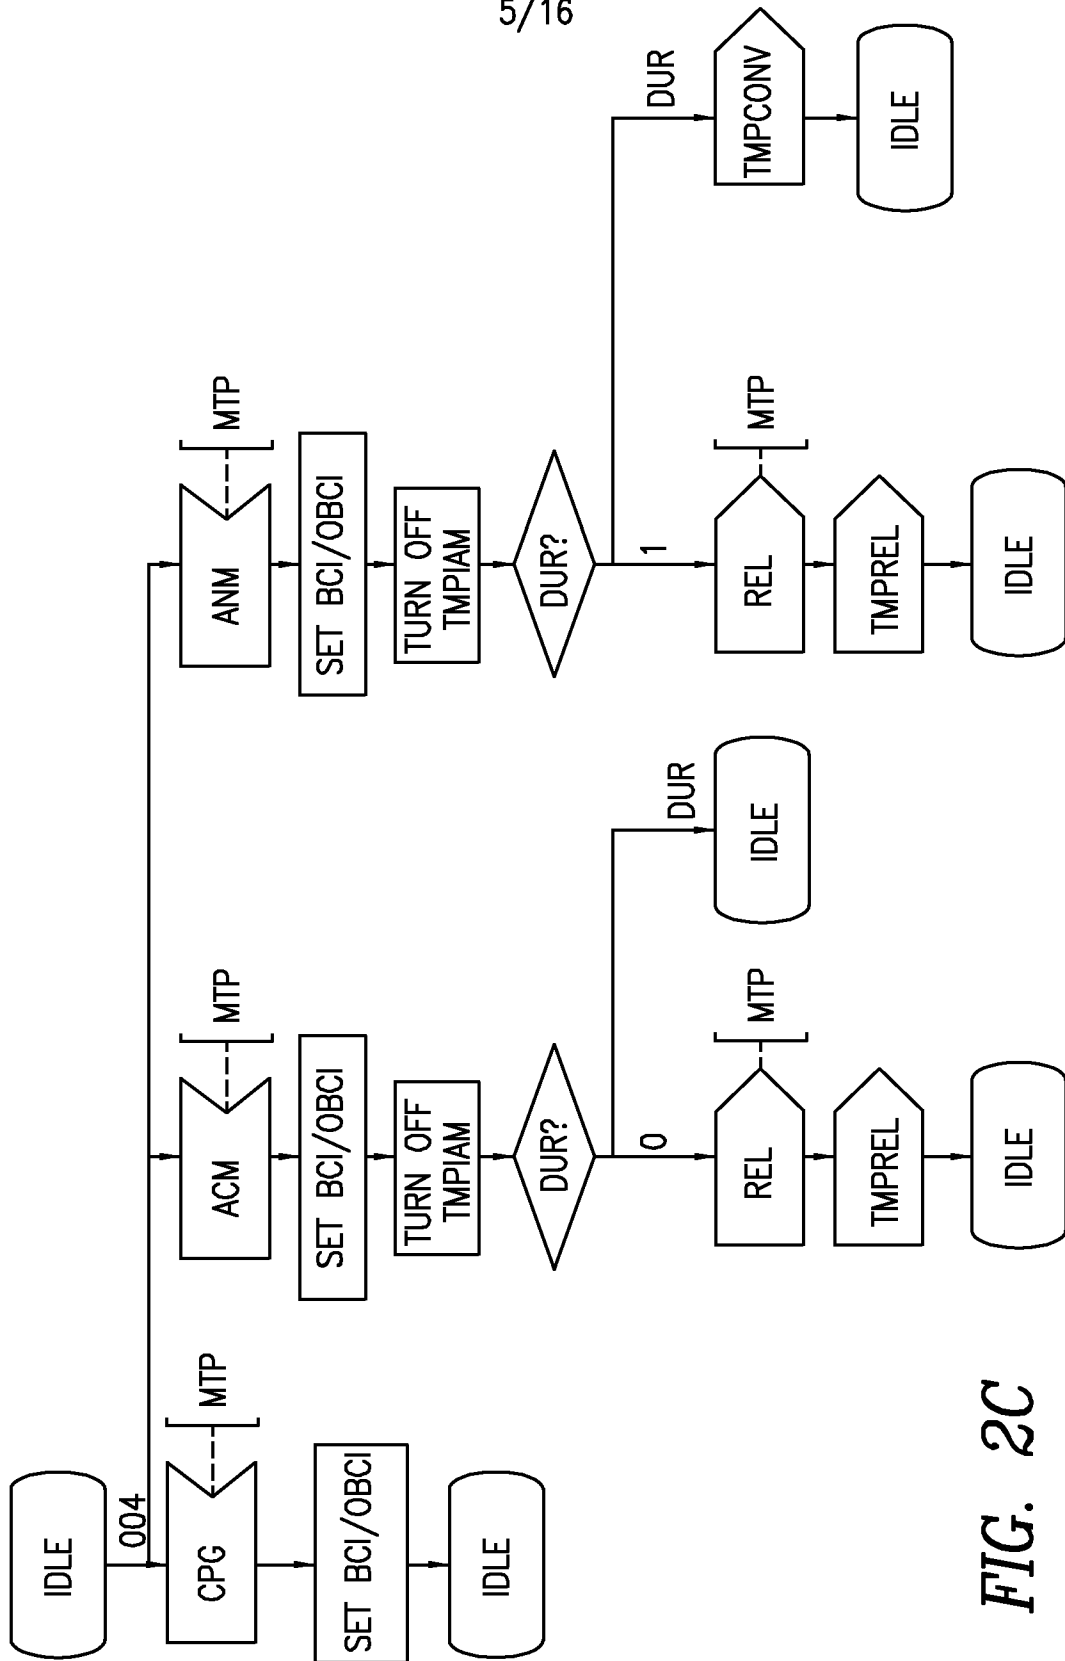 5/16
IDLE
004
CPG
MTP
SET BCI/OBCI
IDLE
ACM
MTP
SET BCI/OBCI
TURN OFF
TMPIAM
DUR?
0
DUR
REL
MTP
TMPREL
IDLE
IDLE
ANM
MTP
SET BCI/OBCI
TURN OFF
TMPIAM
DUR?
1
DUR
REL
MTP
TMPREL
IDLE
TMPCONV
IDLE
FIG. 2C